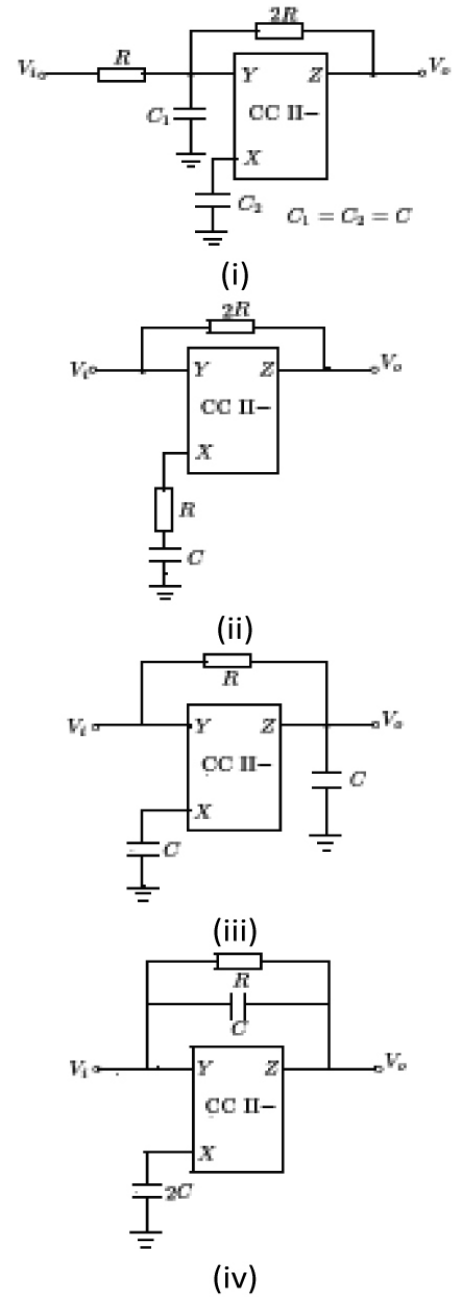 2R
R
Vi
Y Z
Vo
C1
CC II−
X
C2
C1 = C2 = C
(i)
2R
Vi
Y Z
Vo
CC II−
X
R
C
(ii)
R
Vi
Y Z
Vo
CC II−
C
X
C
(iii)
R
C
Vi
Y Z
Vo
CC II−
X
2C
(iv)